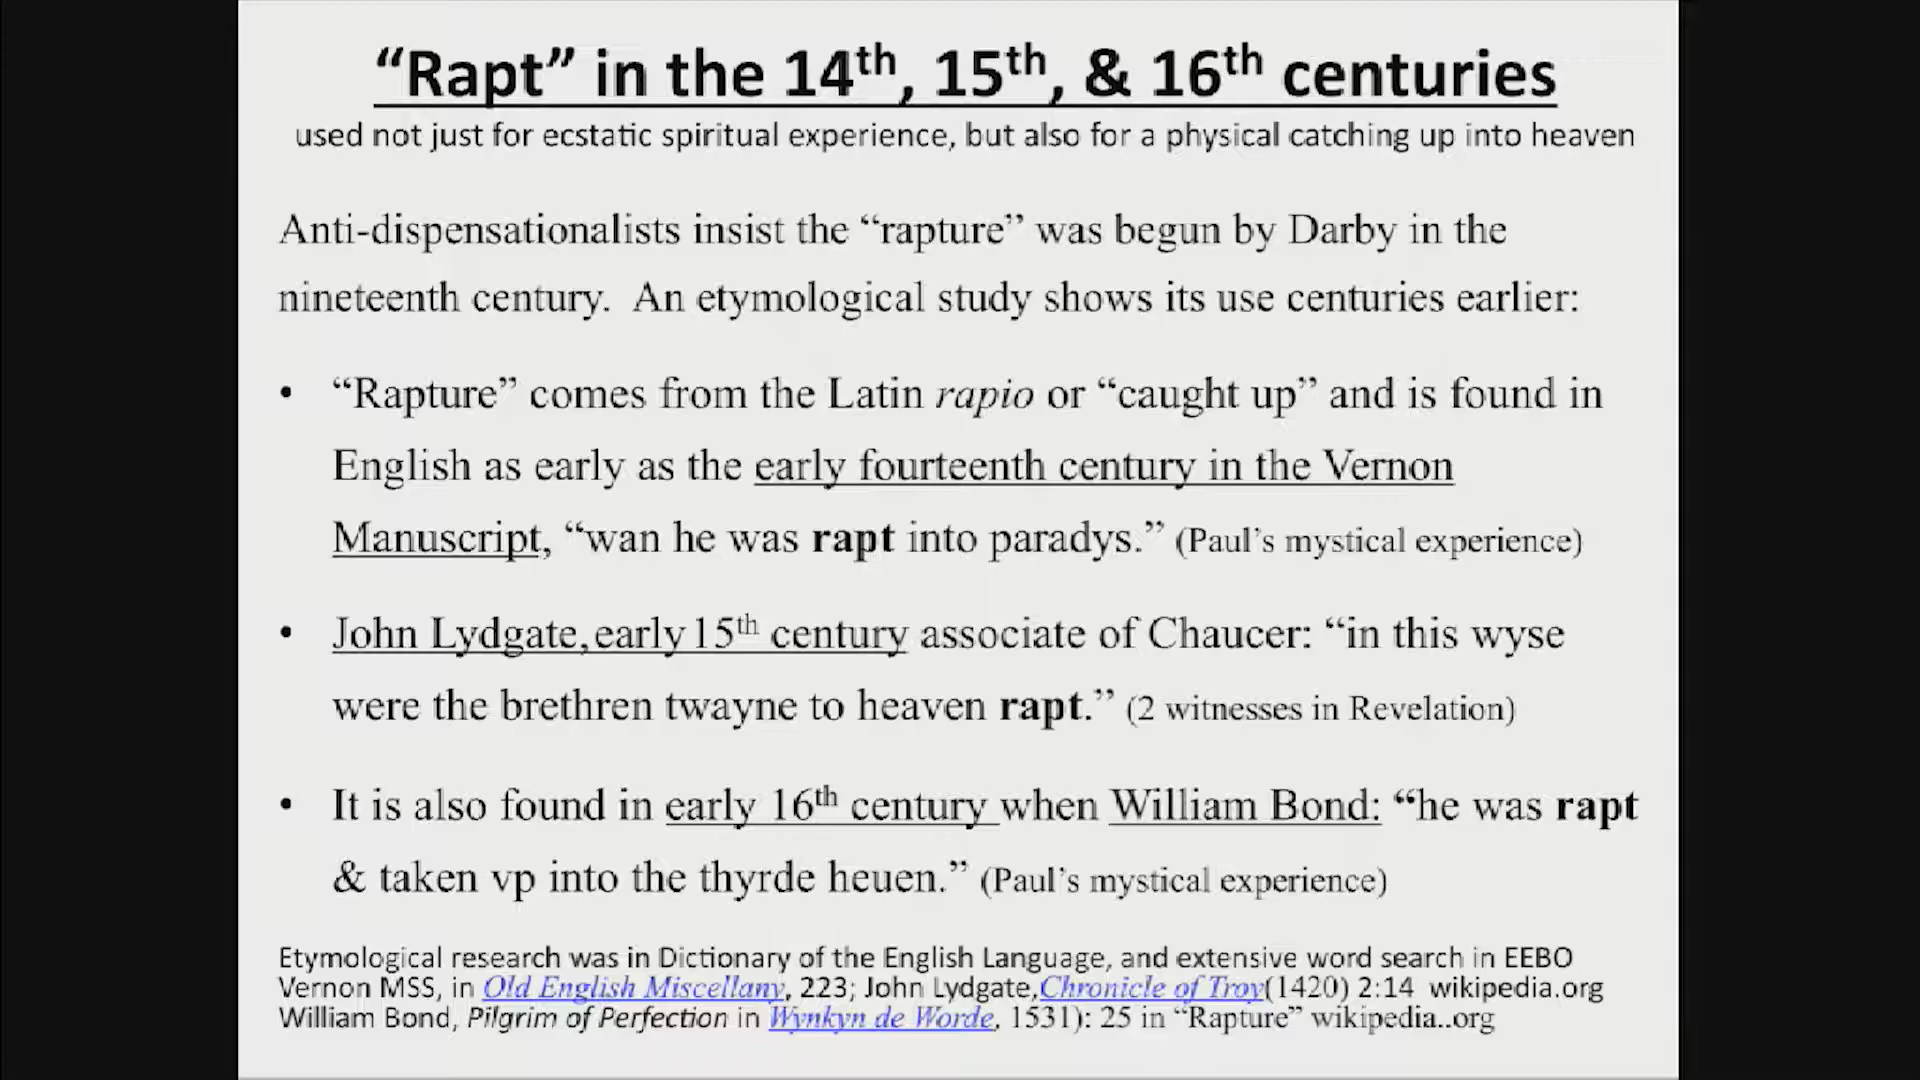 “Rapt” in the 14th, 15th, & 16th centuries
used not just for ecstatic spiritual experience, but also for a physical catching up into heaven
Anti-dispensationalists insist the “rapture” was begun by Darby in the
nineteenth century.  An etymological study shows its use centuries earlier:
• “Rapture” comes from the Latin rapio or “caught up” and is found in
English as early as the early fourteenth century in the Vernon
Manuscript, “wan he was rapt into paradys.” (Paul’s mystical experience)
• John Lydgate, early 15th century associate of Chaucer: “in this wyse
were the brethren twayne to heaven rapt.” (2 witnesses in Revelation)
• It is also found in early 16th century when William Bond: “he was rapt
& taken vp into the thyrde heuen.” (Paul’s mystical experience)
Etymological research was in Dictionary of the English Language, and extensive word search in EEBO
Vernon MSS, in Old English Miscellany, 223; John Lydgate, Chronicle of Troy(1420) 2:14  wikipedia.org
William Bond, Pilgrim of Perfection in Wynkyn de Worde, 1531): 25 in “Rapture” wikipedia..org